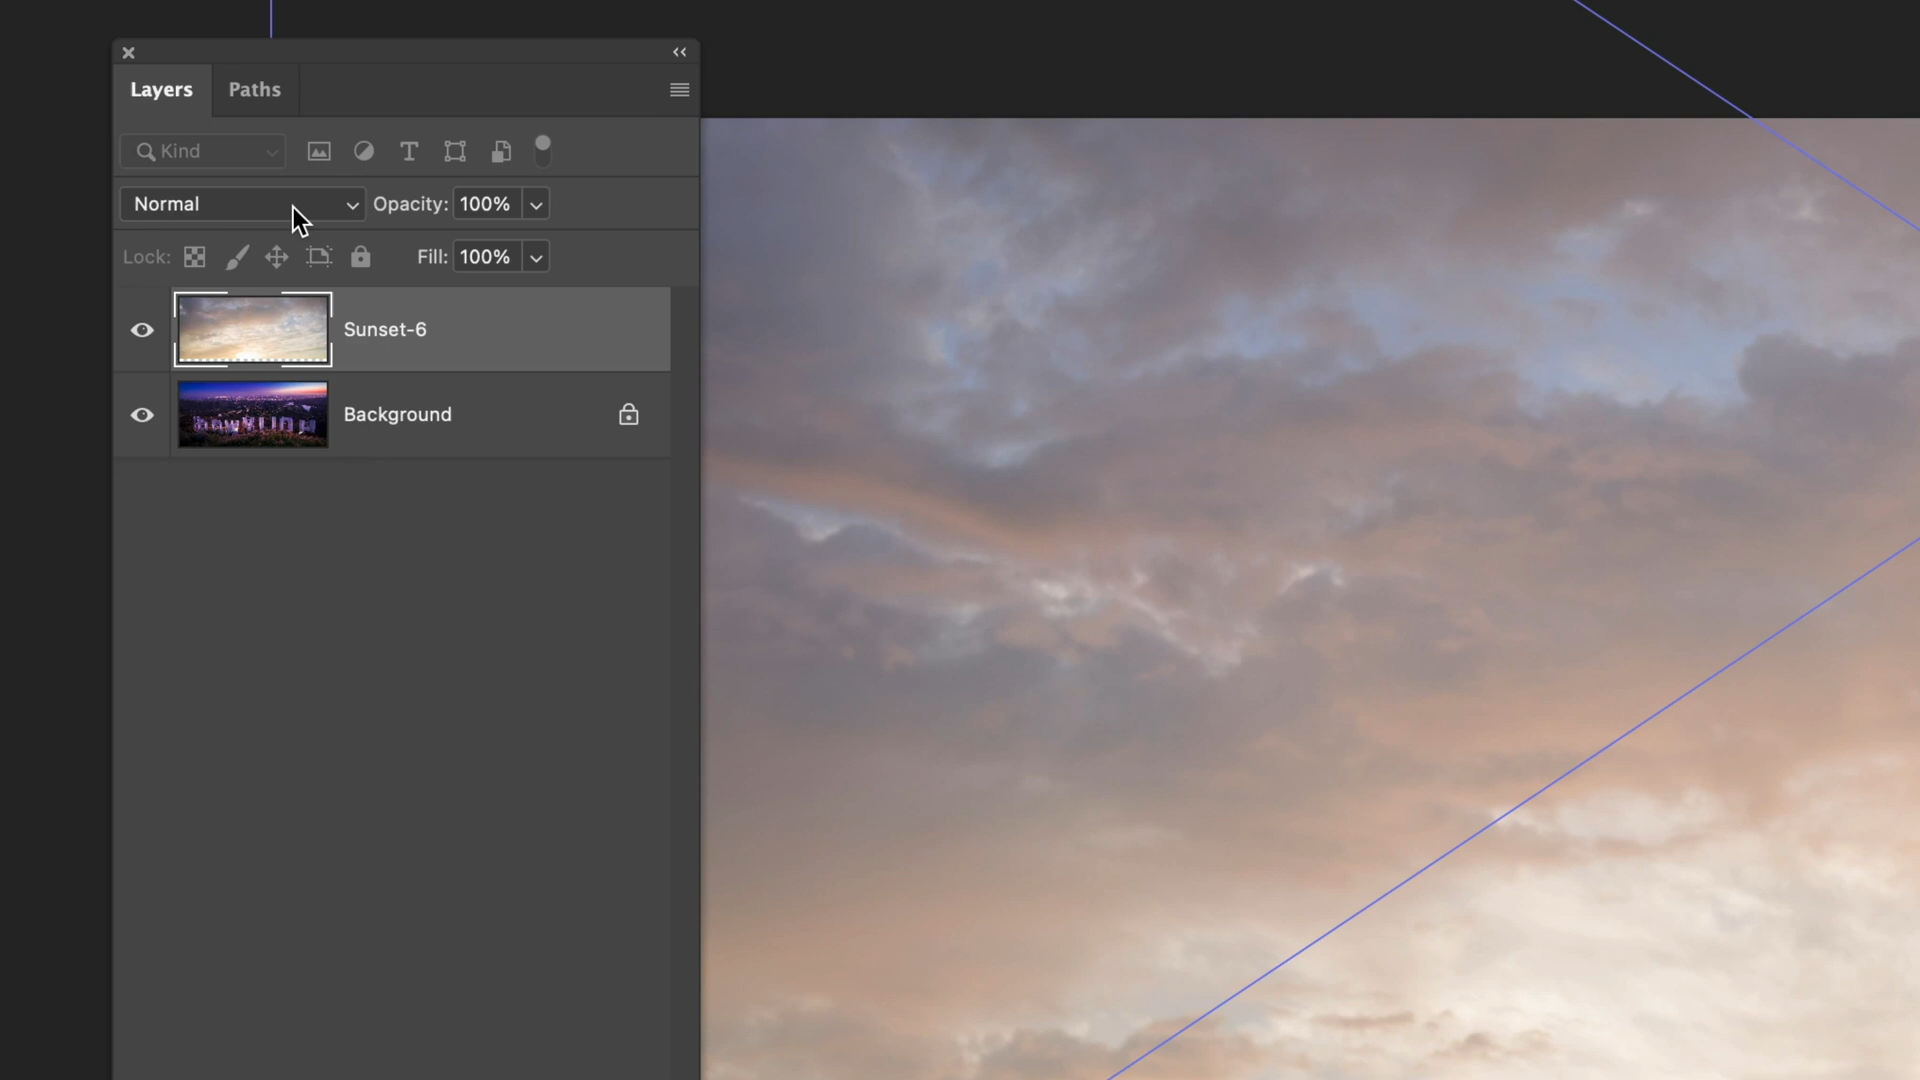 Layers Paths
Kind
Normal Opacity: 100%
Lock: Fill: 100%
Sunset-6
Background